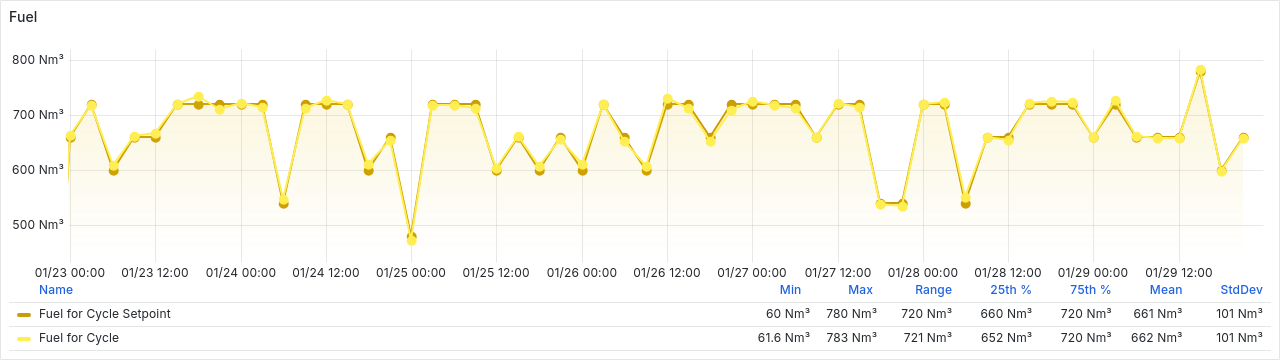 Fuel
800 Nm³
700 Nm³
600 Nm³
500 Nm³
01/23 00:00 01/23 12:00 01/24 00:00 01/24 12:00 01/25 00:00 01/25 12:00 01/26 00:00 01/26 12:00 01/27 00:00 01/27 12:00 01/28 00:00 01/28 12:00 01/29 00:00 01/29 12:00
Name Min Max Range 25th % 75th % Mean StdDev
Fuel for Cycle Setpoint 60 Nm³ 780 Nm³ 720 Nm³ 660 Nm³ 720 Nm³ 661 Nm³ 101 Nm³
Fuel for Cycle 61.6 Nm³ 783 Nm³ 721 Nm³ 652 Nm³ 720 Nm³ 662 Nm³ 101 Nm³